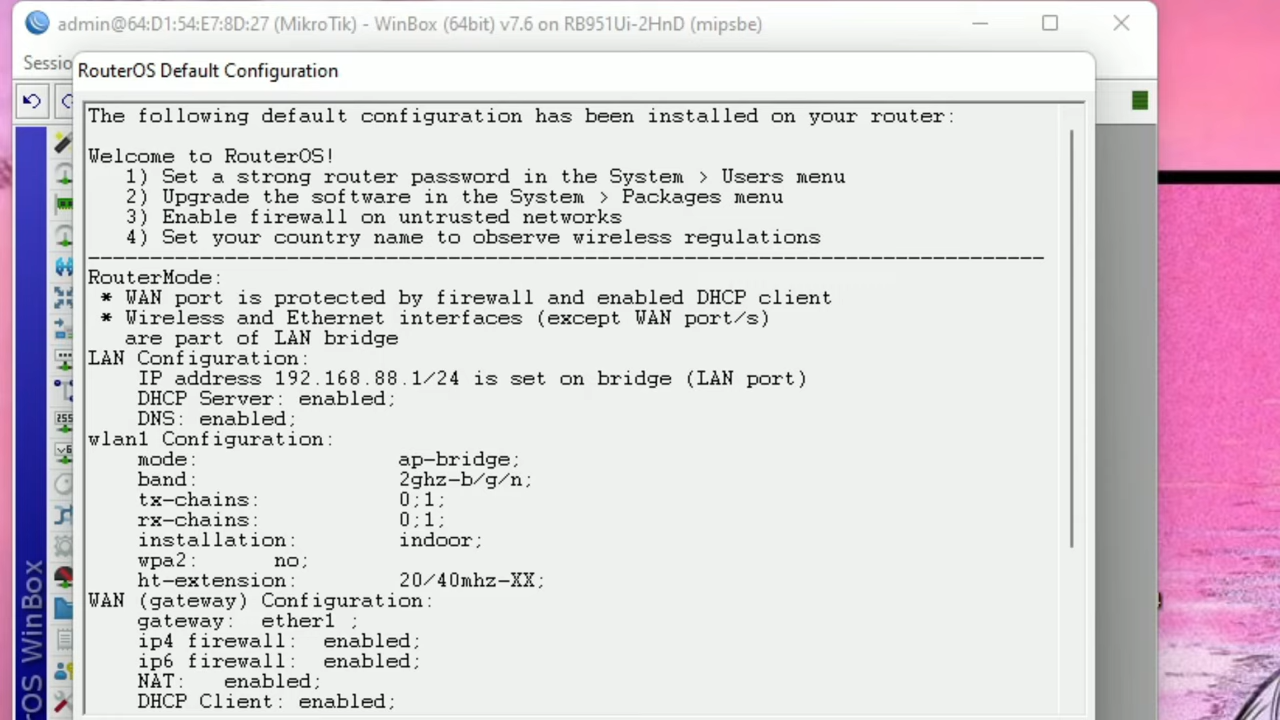 admin@64:D1:54:E7:8D:27 (MikroTik) - WinBox (64bit) v7.6 on RB951Ui-2HnD (mipsbe)
Sessio
RouterOS Default Configuration
The following default configuration has been installed on your router:
Welcome to RouterOS!
1) Set a strong router password in the System > Users menu
2) Upgrade the software in the System > Packages menu
3) Enable firewall on untrusted networks
4) Set your country name to observe wireless regulations
-----------------------------------------------------------------------------
RouterMode:
* WAN port is protected by firewall and enabled DHCP client
* Wireless and Ethernet interfaces (except WAN port/s)
are part of LAN bridge
LAN Configuration:
IP address 192.168.88.1/24 is set on bridge (LAN port)
DHCP Server: enabled;
DNS: enabled;
wlan1 Configuration:
mode: ap-bridge;
band: 2ghz-b/g/n;
tx-chains: 0;1;
rx-chains: 0;1;
installation: indoor;
wpa2: no;
ht-extension: 20/40mhz-XX;
WAN (gateway) Configuration:
gateway: ether1 ;
ip4 firewall: enabled;
ip6 firewall: enabled;
NAT: enabled;
DHCP Client: enabled;
OS WinBox